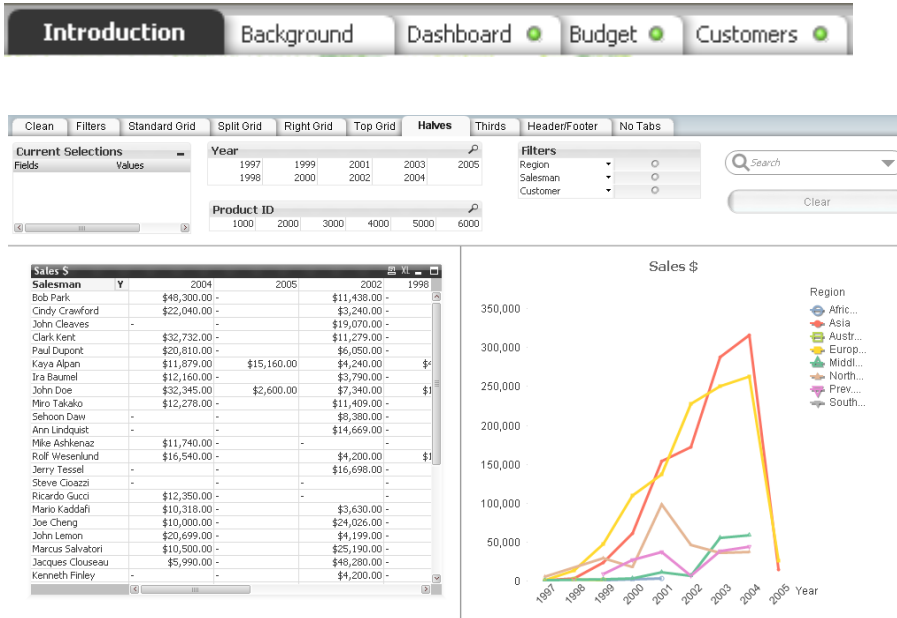 Introduction Background Dashboard Budget Customers
Clean Filters Standard Grid Split Grid Right Grid Top Grid Halves Thirds Header/Footer No Tabs
Current Selections
Fields Values
Year
1997 1999 2001 2003 2005
1998 2000 2002 2004
Product ID
1000 2000 3000 4000 5000 6000
Filters
Region
Salesman
Customer
Search
Clear
Sales $ XL
Salesman Y 2004 2005 2002 1998
Bob Park $48,300.00 - $11,438.00 -
Cindy Crawford $22,040.00 - $3,240.00 -
John Cleaves - - $19,070.00 -
Clark Kent $32,732.00 - $11,279.00 -
Paul Dupont $20,810.00 - $6,050.00 -
Kaya Alpan $11,879.00 $15,160.00 $4,240.00 $4
Ira Baumel $12,160.00 - $3,790.00 -
John Doe $32,345.00 $2,600.00 $7,340.00 $1
Miro Takako $12,278.00 - $11,409.00 -
Sehoon Daw - - $8,380.00 -
Ann Lindquist - - $14,669.00 -
Mike Ashkenaz $11,740.00 - - -
Rolf Wesenlund $16,540.00 - $4,200.00 $1
Jerry Tessel - - $16,698.00 -
Steve Cioazzi - - - -
Ricardo Gucci $12,350.00 - - -
Mario Kaddafi $10,318.00 - $3,630.00 -
Joe Cheng $10,000.00 - $24,026.00 -
John Lemon $20,699.00 - $4,199.00 -
Marcus Salvatori $10,500.00 - $25,190.00 -
Jacques Clouseau $5,990.00 - $48,280.00 -
Kenneth Finley - - $4,200.00 -
Sales $
350,000
300,000
250,000
200,000
150,000
100,000
50,000
0
1997 1998 1999 2000 2001 2002 2003 2004 2005 Year
Region
Afric...
Asia
Austr...
Europ...
Middl...
North...
Prev....
South...